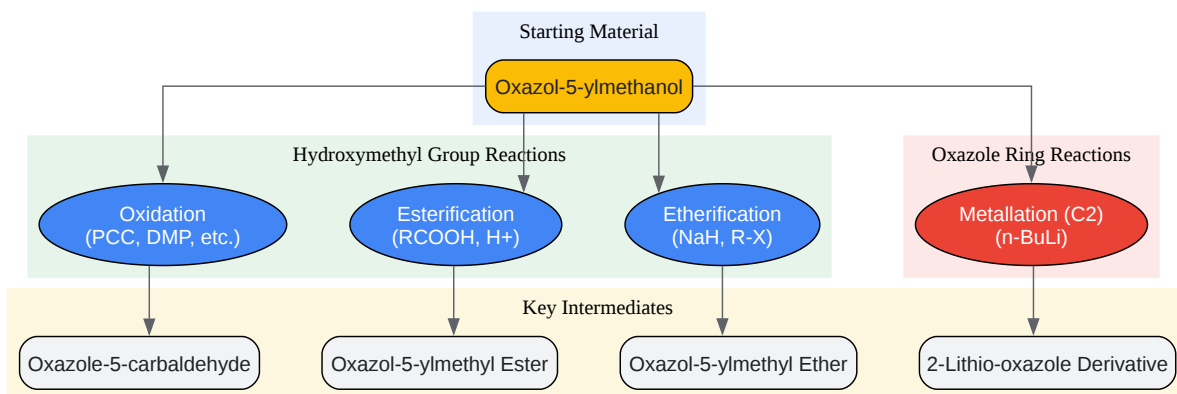 Starting Material
Oxazol-5-ylmethanol
Hydroxymethyl Group Reactions
Oxazole Ring Reactions
Oxidation
(PCC, DMP, etc.)
Esterification
(RCOOH, H+)
Etherification
(NaH, R-X)
Metallation (C2)
(n-BuLi)
Key Intermediates
Oxazole-5-carbaldehyde
Oxazol-5-ylmethyl Ester
Oxazol-5-ylmethyl Ether
2-Lithio-oxazole Derivative